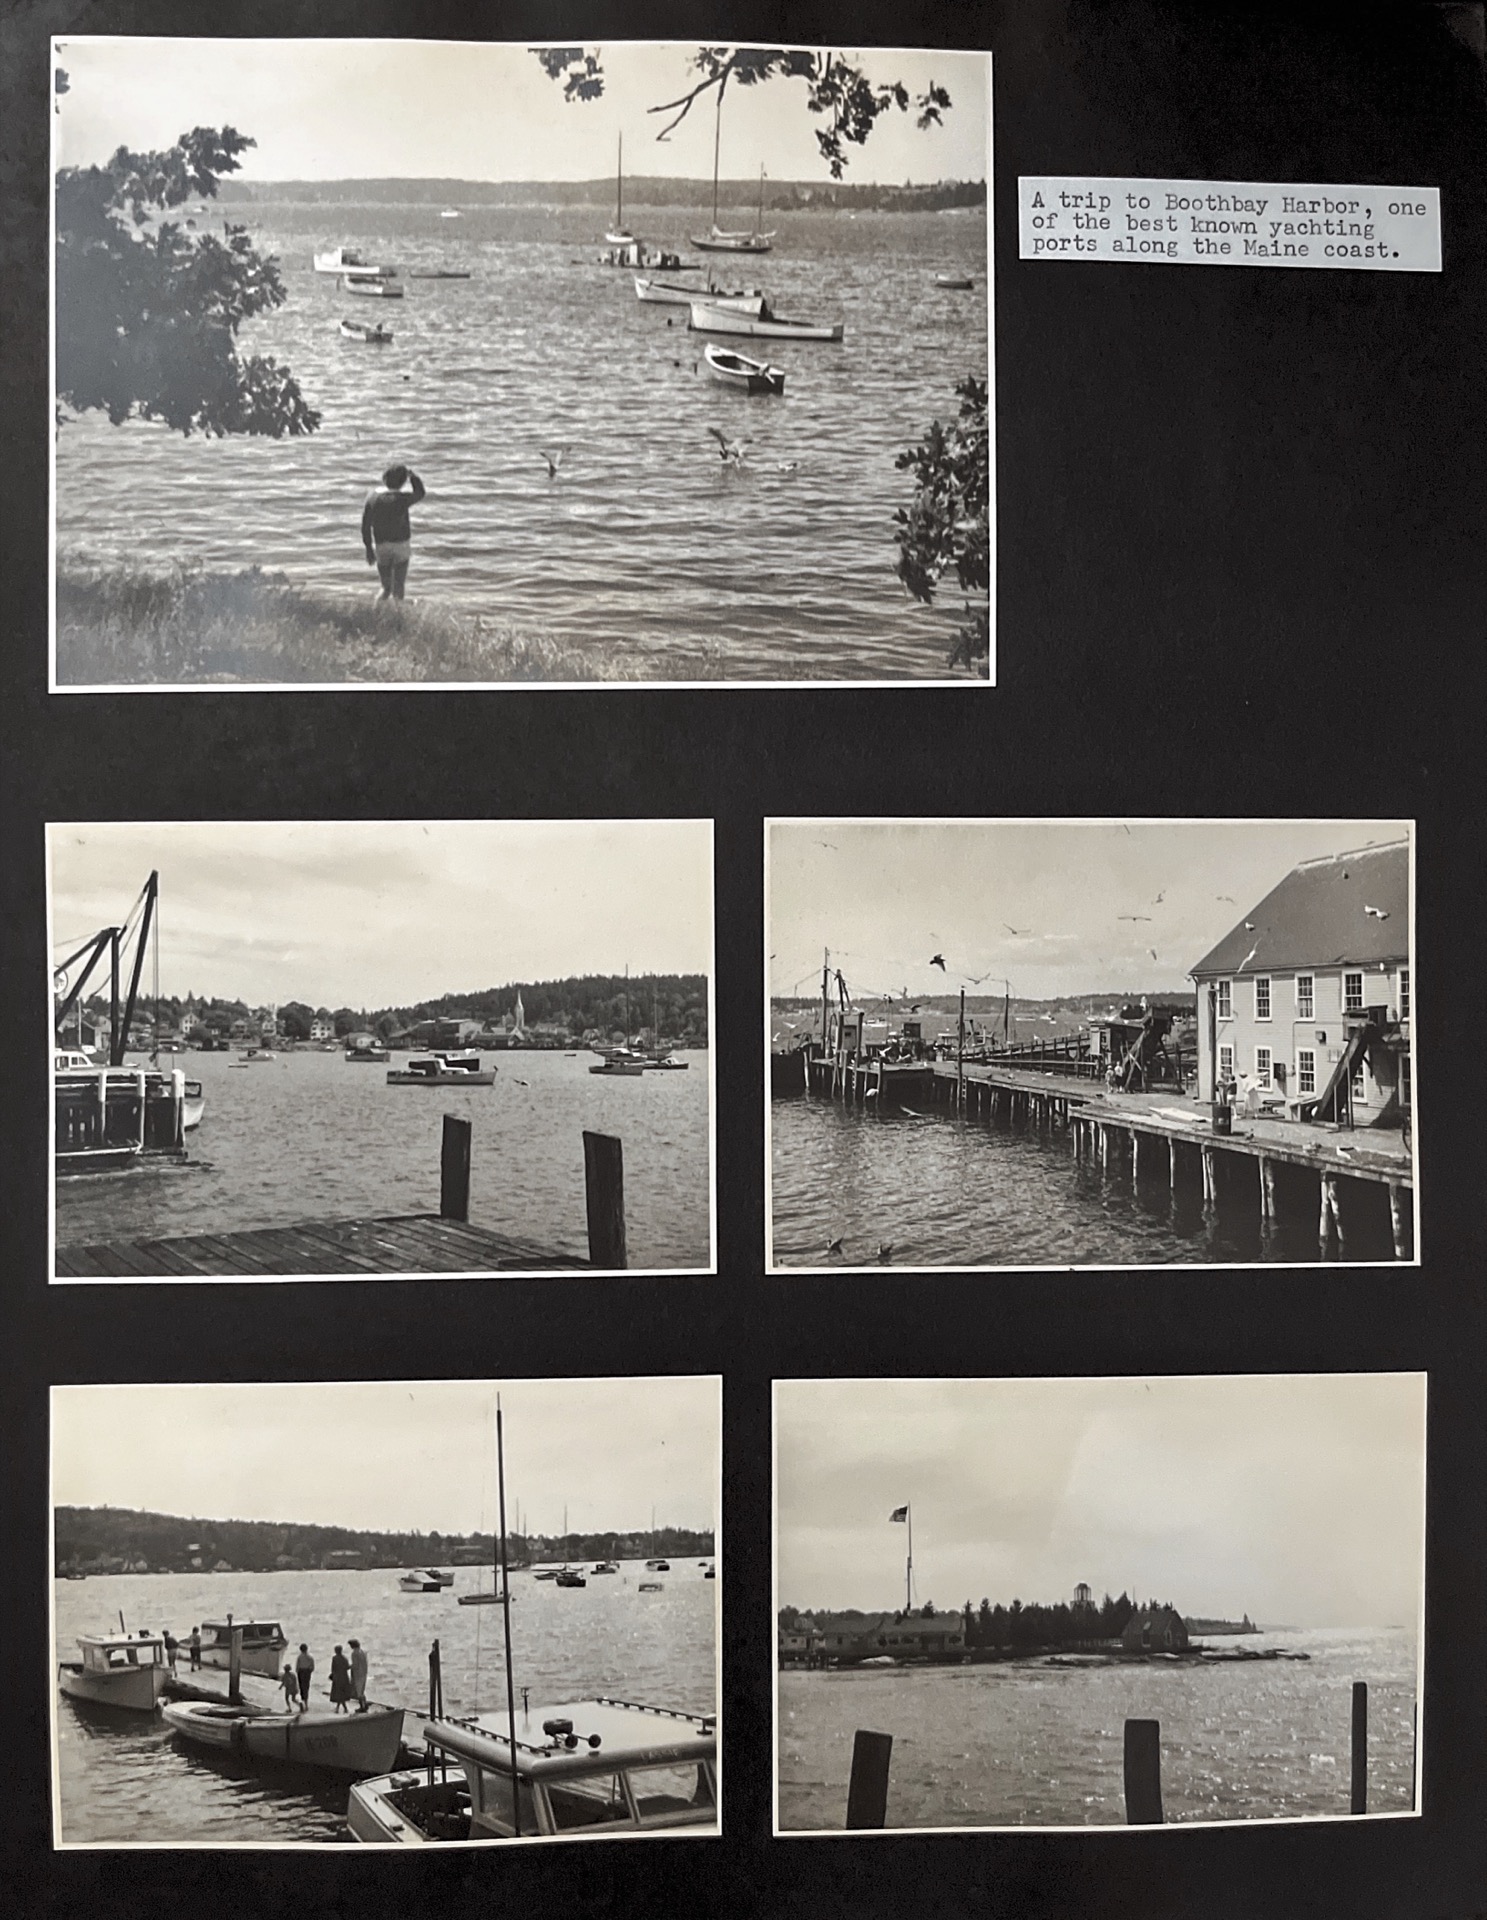 A trip to Boothbay Harbor, one
of the best known yachting
ports along the Maine coast.